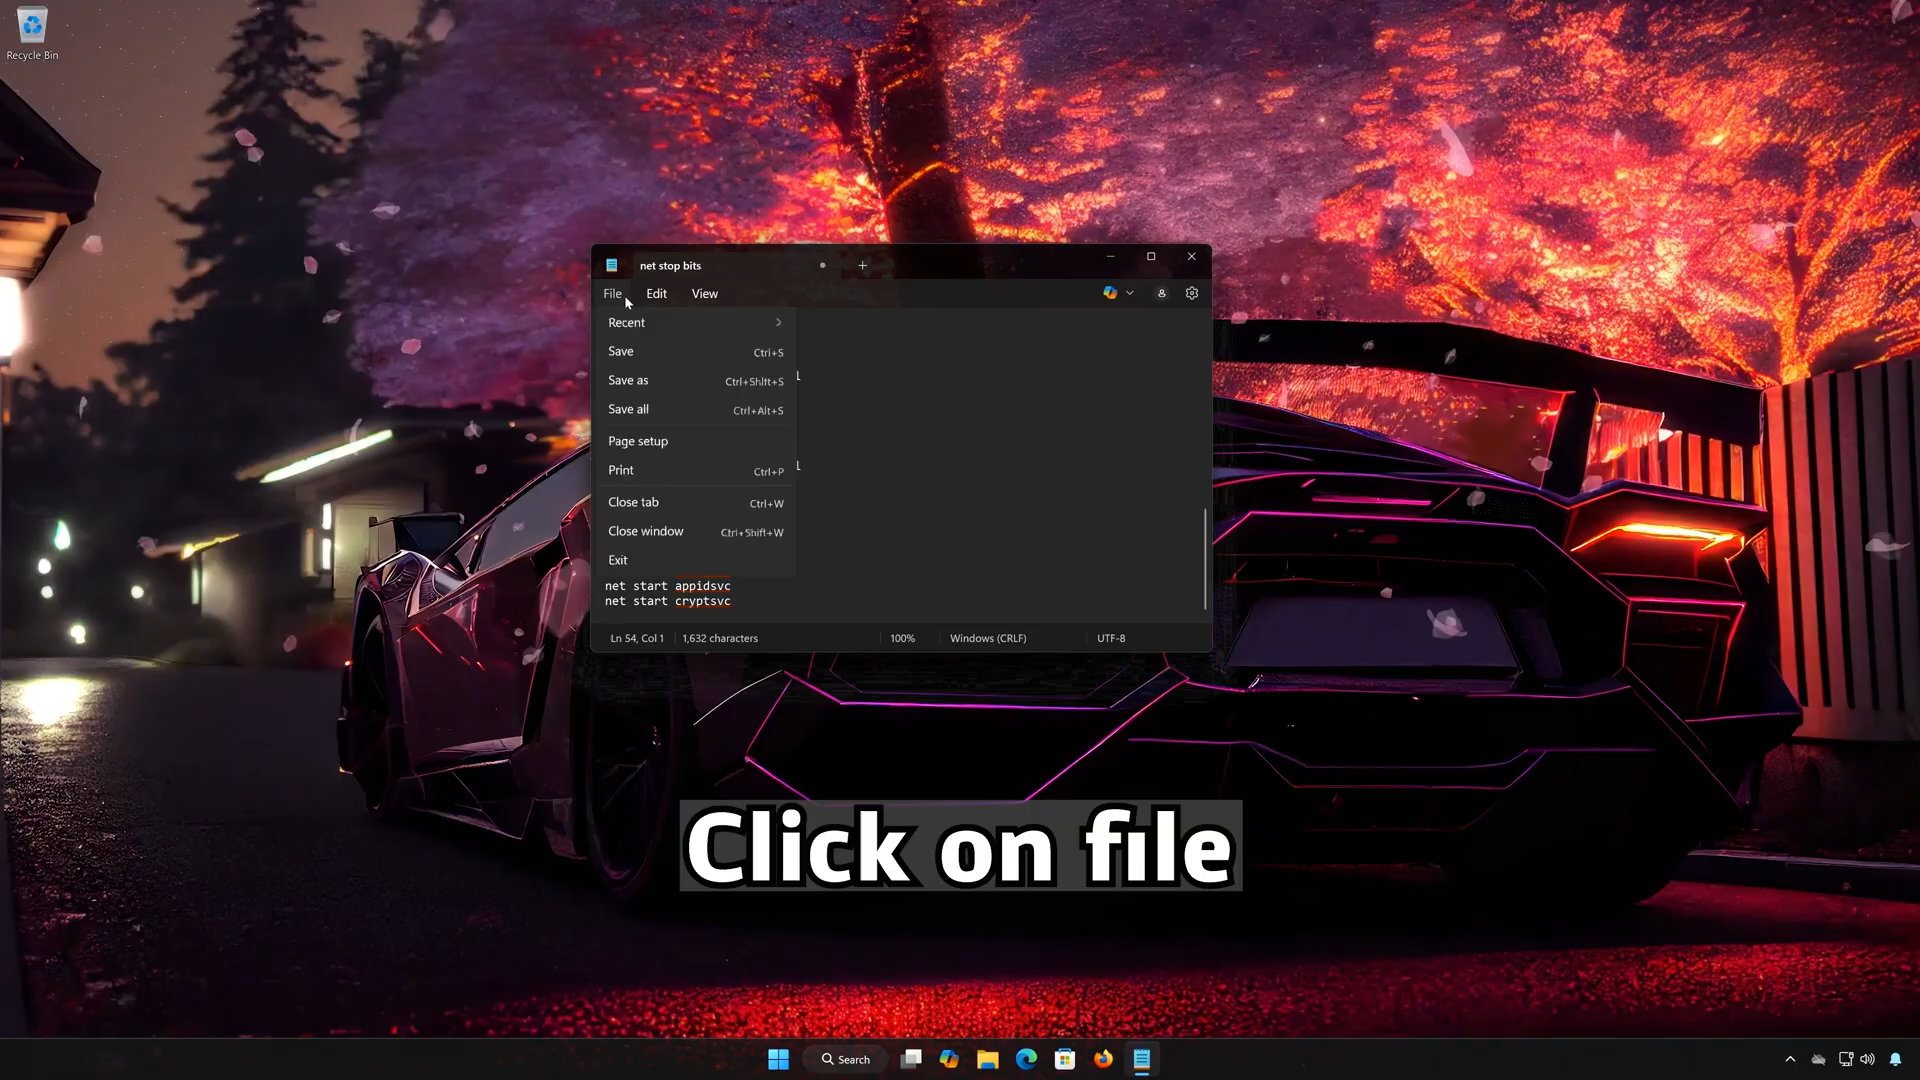 Recycle Bin
net stop bits
File Edit View
Recent
Save Ctrl+S
Save as Ctrl+Shift+S
Save all Ctrl+Alt+S
Page setup
Print Ctrl+P
Close tab Ctrl+W
Close window Ctrl+Shift+W
Exit
net start appidsvc
net start cryptsvc
Ln 54, Col 1 1,632 characters 100% Windows (CRLF) UTF-8
Click on file
Search